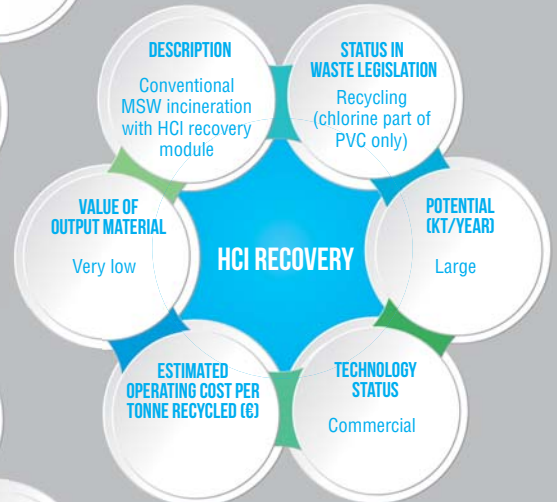 DESCRIPTION
Conventional
MSW incineration
with HCl recovery
module
STATUS IN
WASTE LEGISLATION
Recycling
(chlorine part of
PVC only)
VALUE OF
OUTPUT MATERIAL
Very low
HCl RECOVERY
POTENTIAL
(KT/YEAR)
Large
ESTIMATED
OPERATING COST PER
TONNE RECYCLED (€)
TECHNOLOGY
STATUS
Commercial